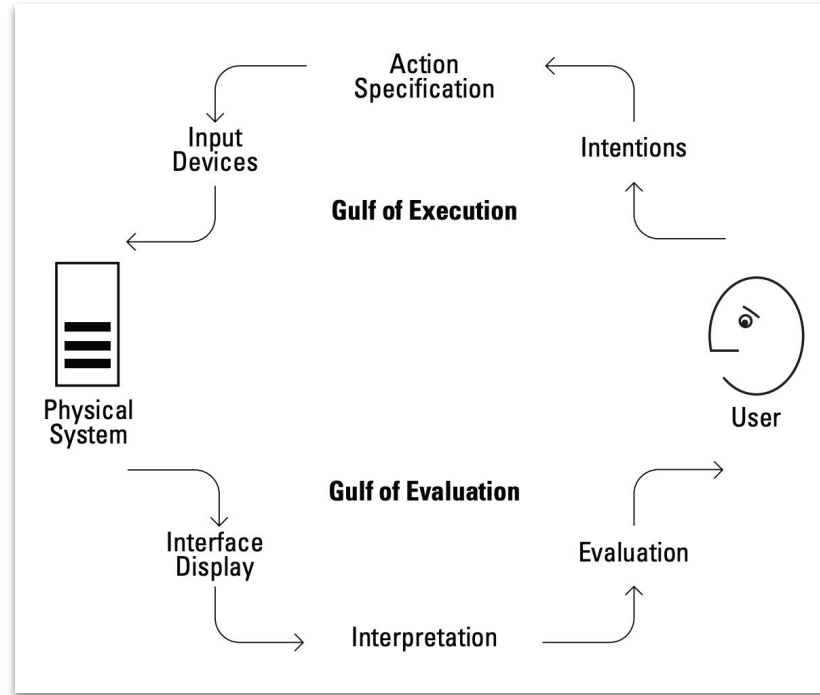 Action
Specification
Input
Devices
Intentions
Gulf of Execution
Physical
System
User
Gulf of Evaluation
Interface
Display
Evaluation
Interpretation